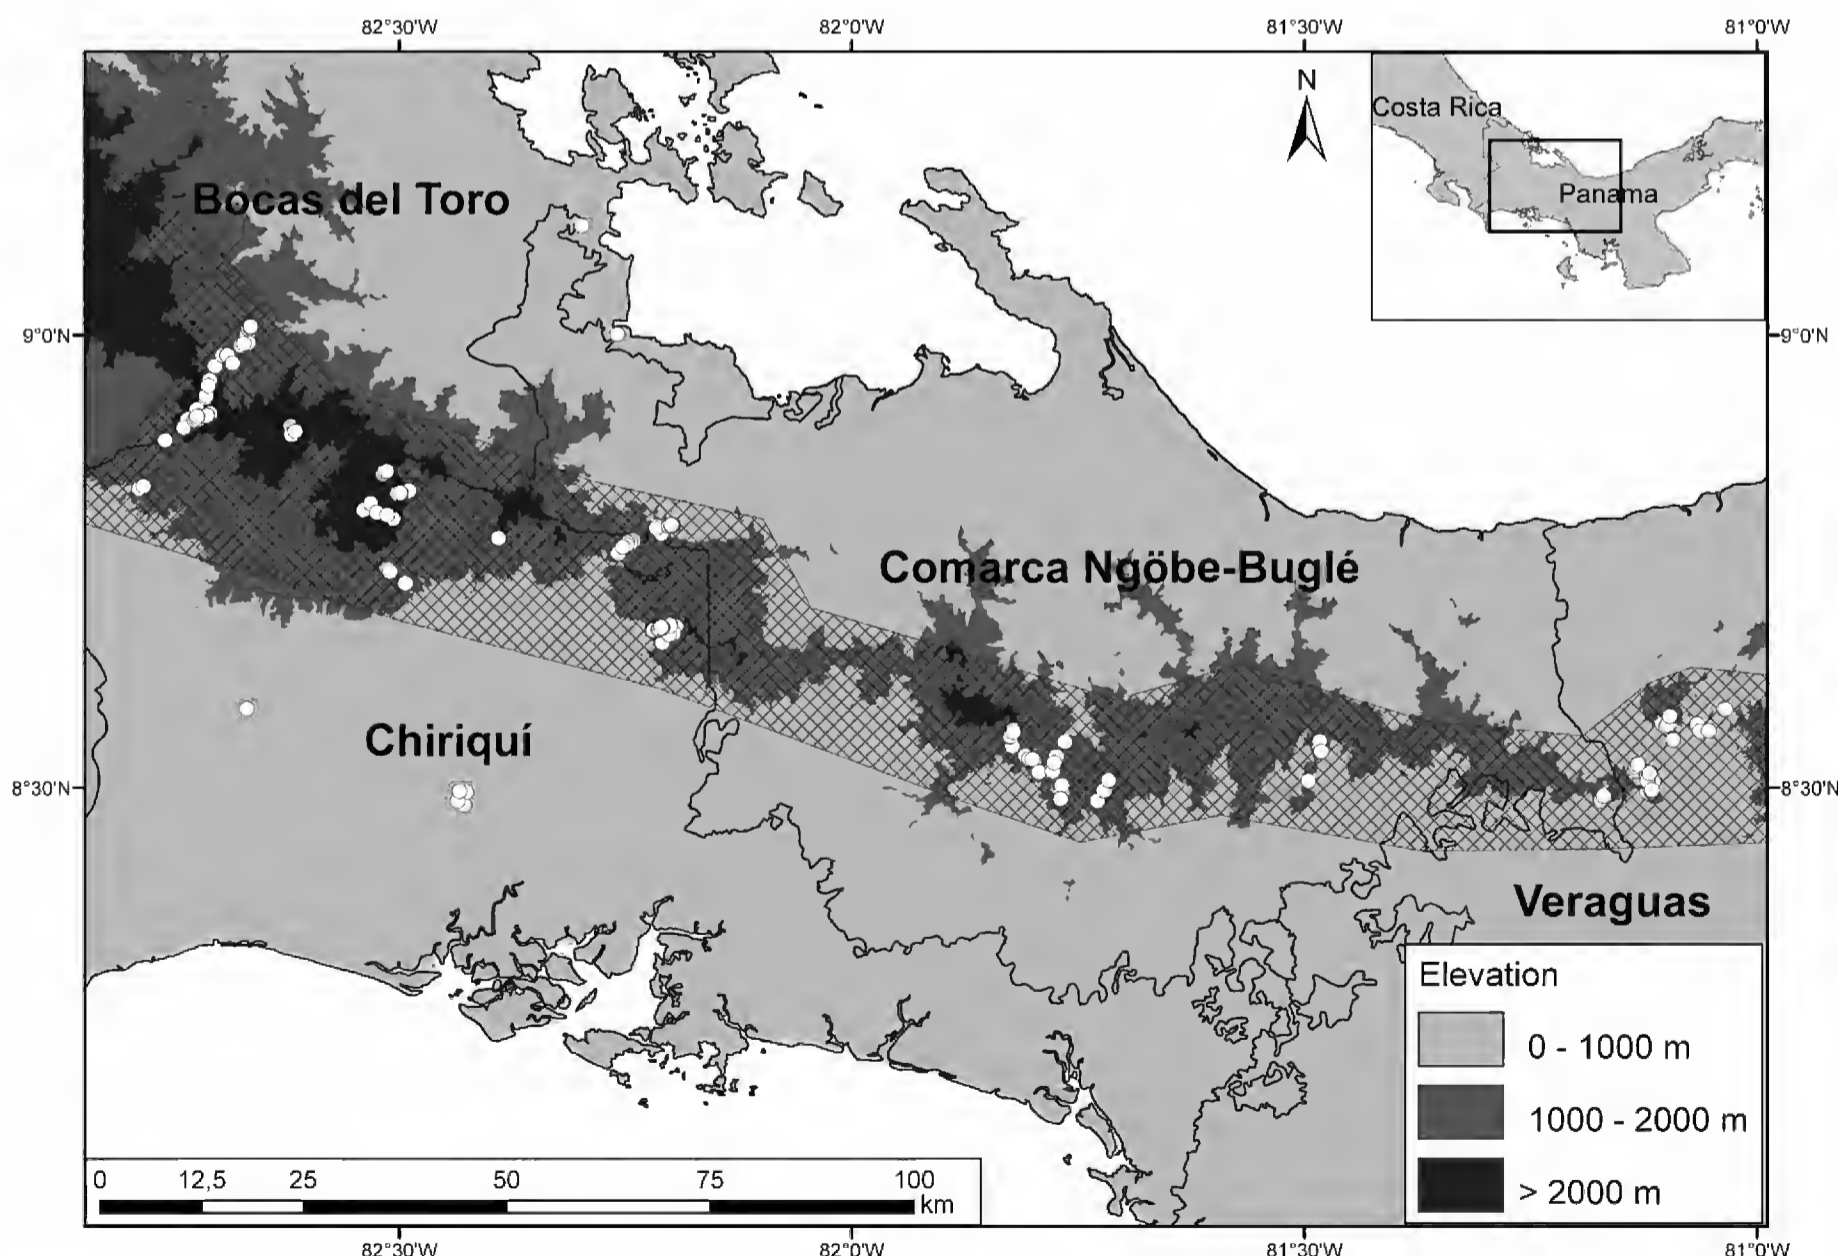 82°30'W 82°0'W 81°30'W 81°0'W
N
Costa Rica
Panama
Bocas del Toro
9°0'N 9°0'N
Comarca Ngöbe-Buglé
Chiriquí
8°30'N 8°30'N
Veraguas
Elevation
0 - 1000 m
1000 - 2000 m
> 2000 m
0 12,5 25 50 75 100
km
82°30'W 82°0'W 81°30'W 81°0'W